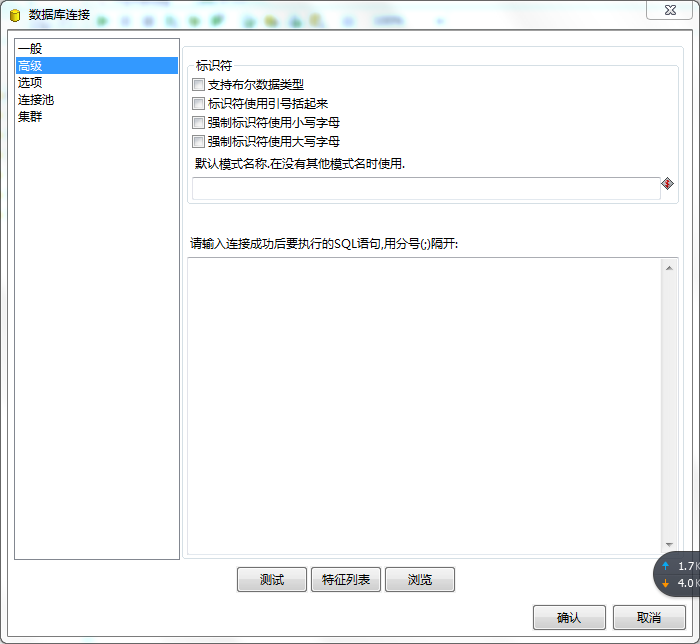 数据库连接
一般
高级
选项
连接池
集群
标识符
支持布尔数据类型
标识符使用引号括起来
强制标识符使用小写字母
强制标识符使用大写字母
默认模式名称.在没有其他模式名时使用.
请输入连接成功后要执行的SQL语句,用分号(;)隔开:
测试 特征列表 浏览
确认 取消
1.7K
4.0K